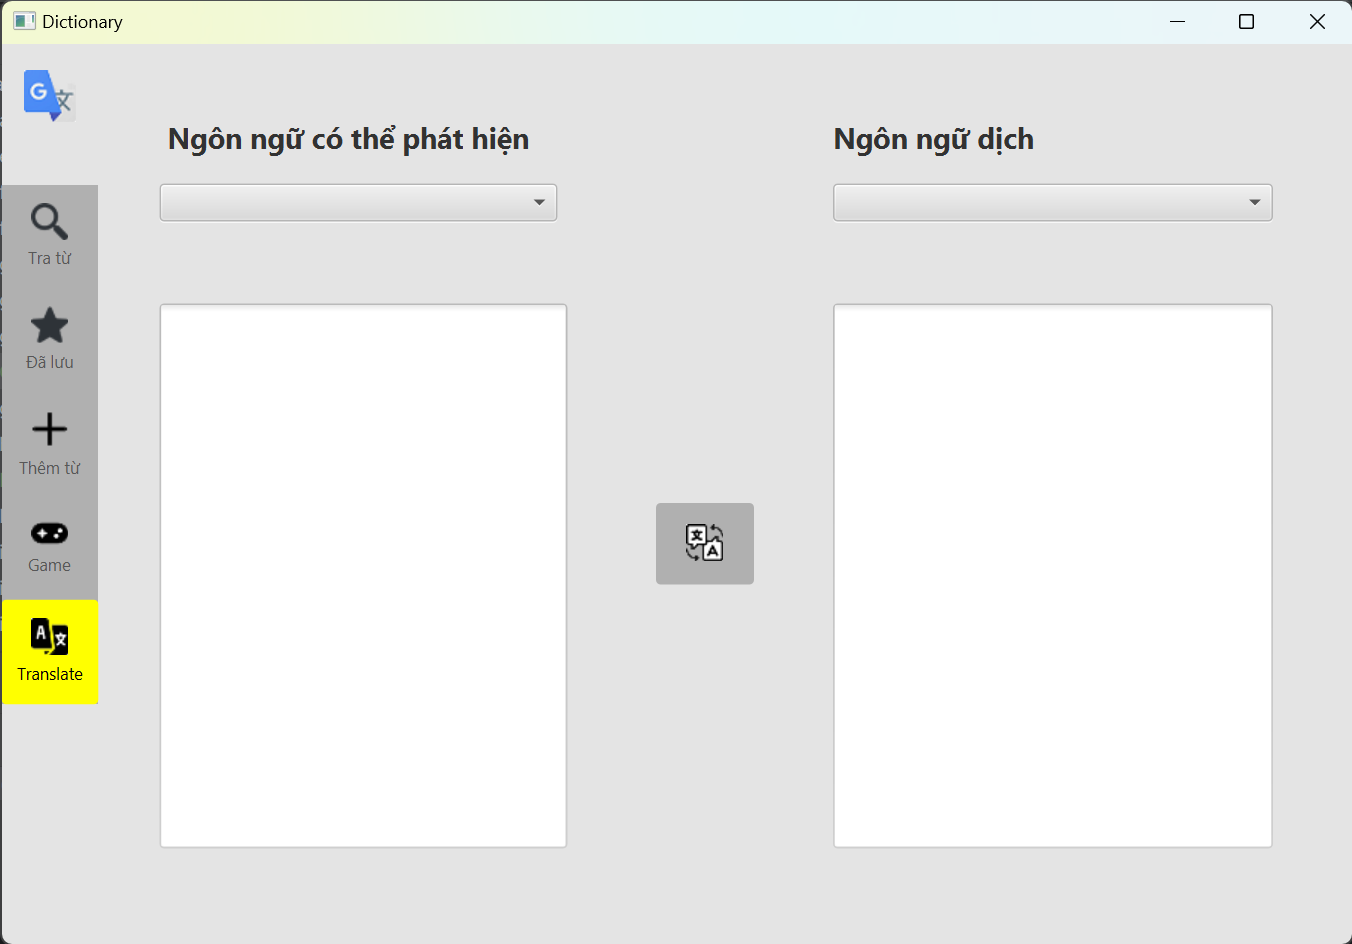 Dictionary
Ngôn ngữ có thể phát hiện
Ngôn ngữ dịch
Tra từ
Đã lưu
Thêm từ
Game
Translate